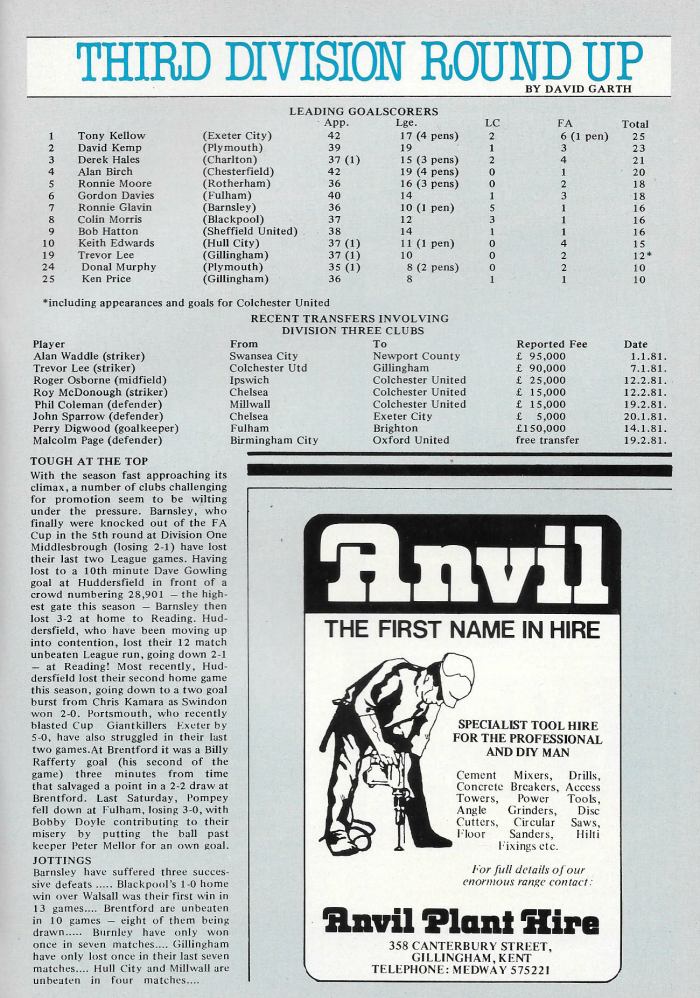 THIRD DIVISION ROUND UP
BY DAVID GARTH
LEADING GOALSCORERS
App. Lge. LC FA Total
1 Tony Kellow (Exeter City) 42 17 (4 pens) 2 6 (1 pen) 25
2 David Kemp (Plymouth) 39 19 1 3 23
3 Derek Hales (Charlton) 37 (1) 15 (3 pens) 2 4 21
4 Alan Birch (Chesterfield) 42 19 (4 pens) 0 1 20
5 Ronnie Moore (Rotherham) 36 16 (3 pens) 0 2 18
6 Gordon Davies (Fulham) 40 14 1 3 18
7 Ronnie Glavin (Barnsley) 36 10 (1 pen) 5 1 16
8 Colin Morris (Blackpool) 37 12 3 1 16
9 Bob Hatton (Sheffield United) 38 14 1 1 16
10 Keith Edwards (Hull City) 37 (1) 11 (1 pen) 0 4 15
19 Trevor Lee (Gillingham) 37 (1) 10 0 2 12*
24 Donal Murphy (Plymouth) 35 (1) 8 (2 pens) 0 2 10
25 Ken Price (Gillingham) 36 8 1 1 10
*including appearances and goals for Colchester United
RECENT TRANSFERS INVOLVING
DIVISION THREE CLUBS
Player From To Reported Fee Date
Alan Waddle (striker) Swansea City Newport County £ 95,000 1.1.81.
Trevor Lee (striker) Colchester Utd Gillingham £ 90,000 7.1.81.
Roger Osborne (midfield) Ipswich Colchester United £ 25,000 12.2.81.
Roy McDonough (striker) Chelsea Colchester United £ 15,000 12.2.81.
Phil Coleman (defender) Millwall Colchester United £ 15,000 19.2.81.
John Sparrow (defender) Chelsea Exeter City £ 5,000 20.1.81.
Perry Digwood (goalkeeper) Fulham Brighton £150,000 14.1.81.
Malcolm Page (defender) Birmingham City Oxford United free transfer 19.2.81.
TOUGH AT THE TOP
With the season fast approaching its
climax, a number of clubs challenging
for promotion seem to be wilting
under the pressure. Barnsley, who
finally were knocked out of the FA
Cup in the 5th round at Division One
Middlesbrough (losing 2-1) have lost
their last two League games. Having
lost to a 10th minute Dave Gowling
goal at Huddersfield in front of a
crowd numbering 28,901 — the high-
est gate this season — Barnsley then
lost 3-2 at home to Reading. Hud-
dersfield, who have been moving up
into contention, lost their 12 match
unbeaten League run, going down 2-1
— at Reading! Most recently, Hud-
dersfield lost their second home game
this season, going down to a two goal
burst from Chris Kamara as Swindon
won 2-0. Portsmouth, who recently
blasted Cup Giantkillers Exeter by
5-0, have also struggled in their last
two games.At Brentford it was a Billy
Rafferty goal (his second of the
game) three minutes from time
that salvaged a point in a 2-2 draw at
Brentford. Last Saturday, Pompey
fell down at Fulham, losing 3-0, with
Bobby Doyle contributing to their
misery by putting the ball past
keeper Peter Mellor for an own goal.
JOTTINGS
Barnsley have suffered three succes-
sive defeats ..... Blackpool's 1-0 home
win over Walsall was their first win in
13 games.... Brentford are unbeaten
in 10 games — eight of them being
drawn..... Burnley have only won
once in seven matches.... Gillingham
have only lost once in their last seven
matches.... Hull City and Millwall are
unbeaten in four matches....
Anvil
THE FIRST NAME IN HIRE
SPECIALIST TOOL HIRE
FOR THE PROFESSIONAL
AND DIY MAN
Cement Mixers, Drills,
Concrete Breakers, Access
Towers, Power Tools,
Angle Grinders, Disc
Cutters, Circular Saws,
Floor Sanders, Hilti
Fixings etc.
For full details of our
enormous range contact:
Anvil Plant Hire
358 CANTERBURY STREET,
GILLINGHAM, KENT
TELEPHONE: MEDWAY 575221